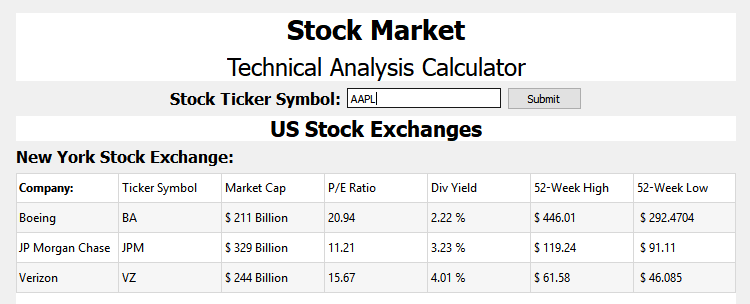 Stock Market
Technical Analysis Calculator
Stock Ticker Symbol: AAPL Submit
US Stock Exchanges
New York Stock Exchange:
Company: Ticker Symbol Market Cap P/E Ratio Div Yield 52-Week High 52-Week Low
Boeing BA $ 211 Billion 20.94 2.22 % $ 446.01 $ 292.4704
JP Morgan Chase JPM $ 329 Billion 11.21 3.23 % $ 119.24 $ 91.11
Verizon VZ $ 244 Billion 15.67 4.01 % $ 61.58 $ 46.085